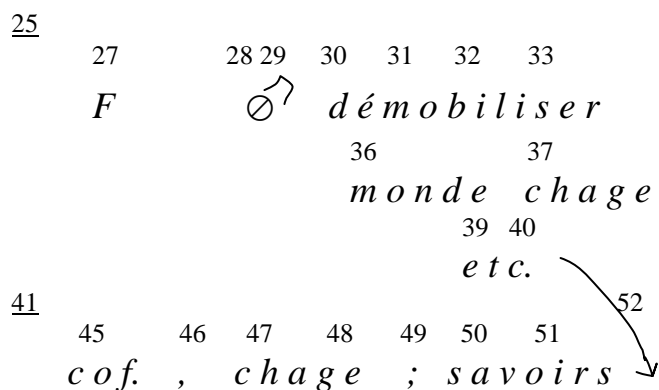 25
27 28 29 30 31 32 33
F ∅ démobiliser
36 37
monde chage
39 40
etc.
41 52
45 46 47 48 49 50 51
cof. , chage ; savoirs